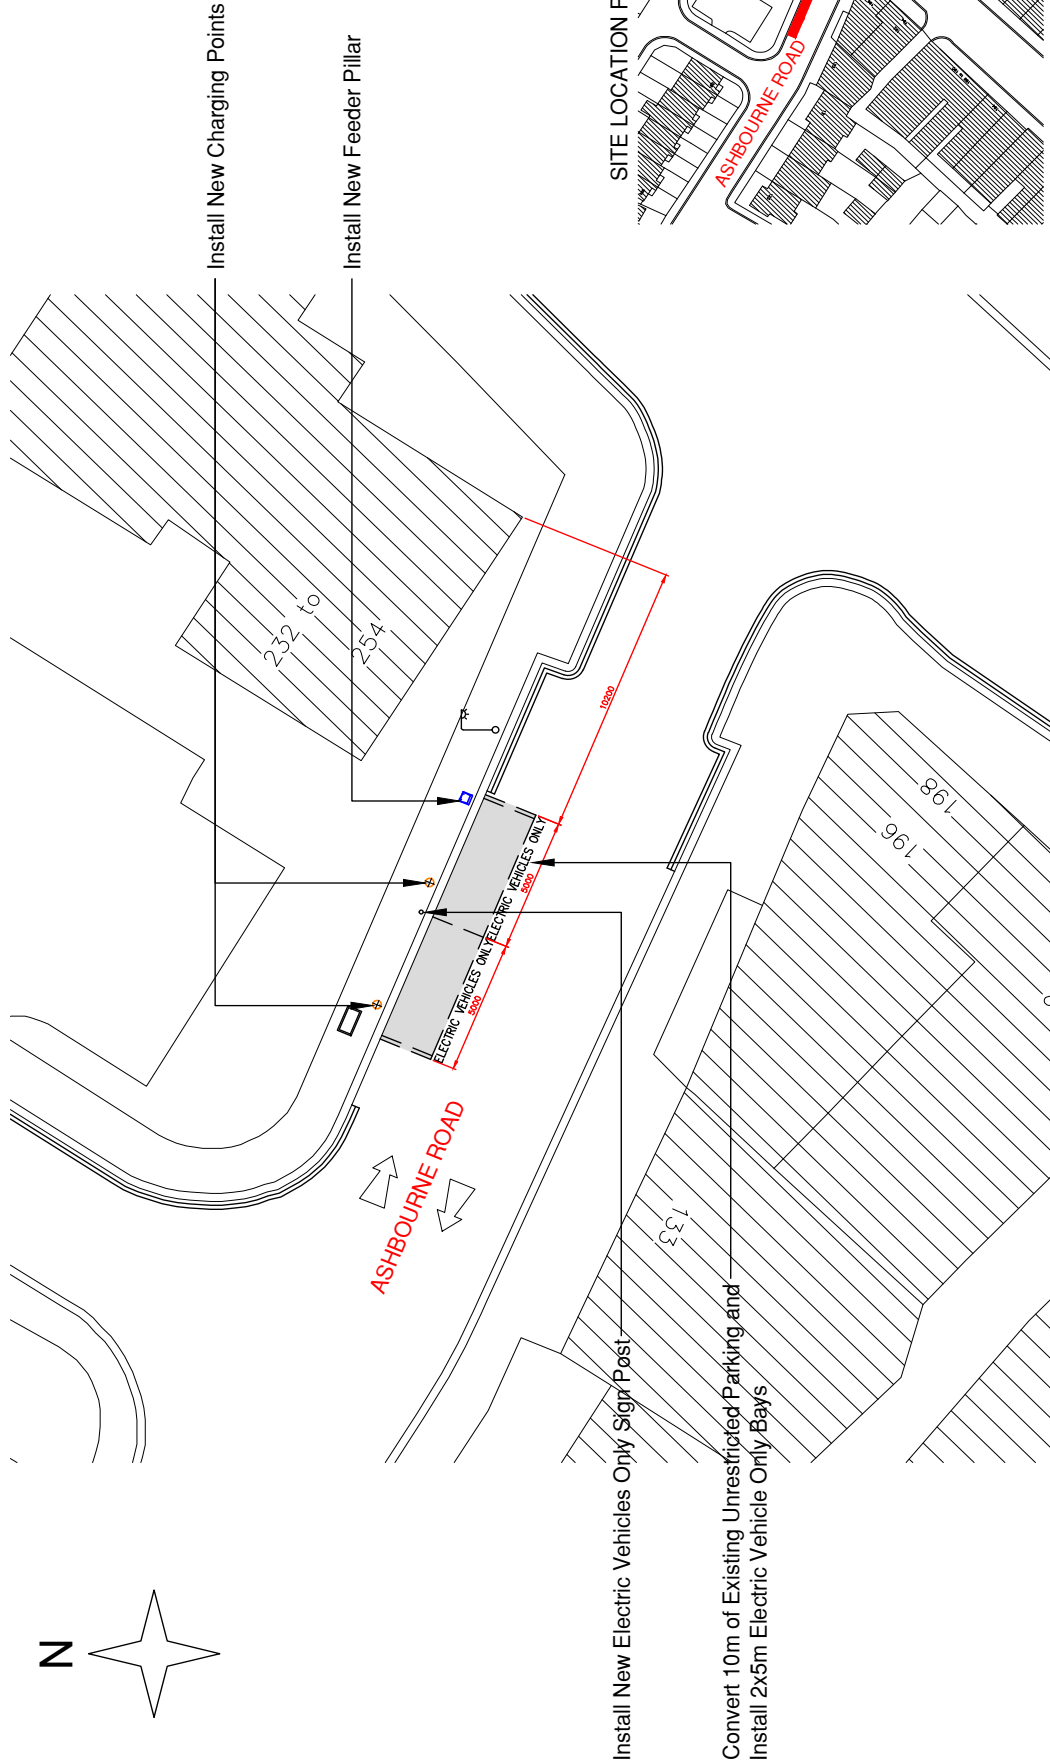 N
Install New Charging Points
Install New Feeder Pillar
232 to
254
10200
ELECTRIC VEHICLES ONLY
5000
ELECTRIC VEHICLES ONLY
5000
ASHBOURNE ROAD
198
196
133
Install New Electric Vehicles Only Sign Post
Convert 10m of Existing Unrestricted Parking and
Install 2x5m Electric Vehicle Only Bays
SITE LOCATION
ASHBOURNE ROAD